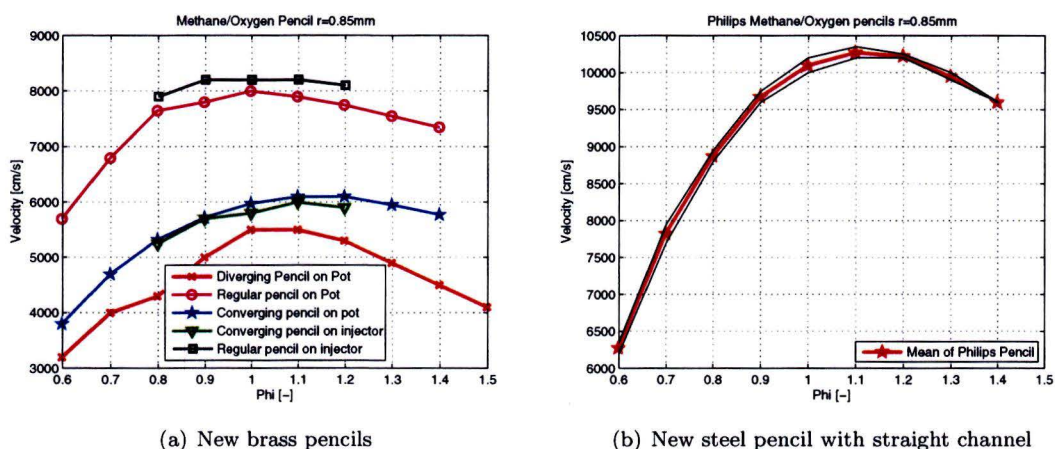 Methane/Oxygen Pencil r=0.85mm
9000
8000
7000
6000
5000
4000
3000
Velocity [cm/s]
Diverging Pencil on Pot
Regular pencil on Pot
Converging pencil on pot
Converging pencil on injector
Regular pencil on injector
0.6 0.7 0.8 0.9 1 1.1 1.2 1.3 1.4 1.5
Phi [-]
(a) New brass pencils
Philips Methane/Oxygen pencils r=0.85mm
10500
10000
9500
9000
8500
8000
7500
7000
6500
6000
Velocity [cm/s]
Mean of Philips Pencil
0.6 0.7 0.8 0.9 1 1.1 1.2 1.3 1.4 1.5
Phi [-]
(b) New steel pencil with straight channel